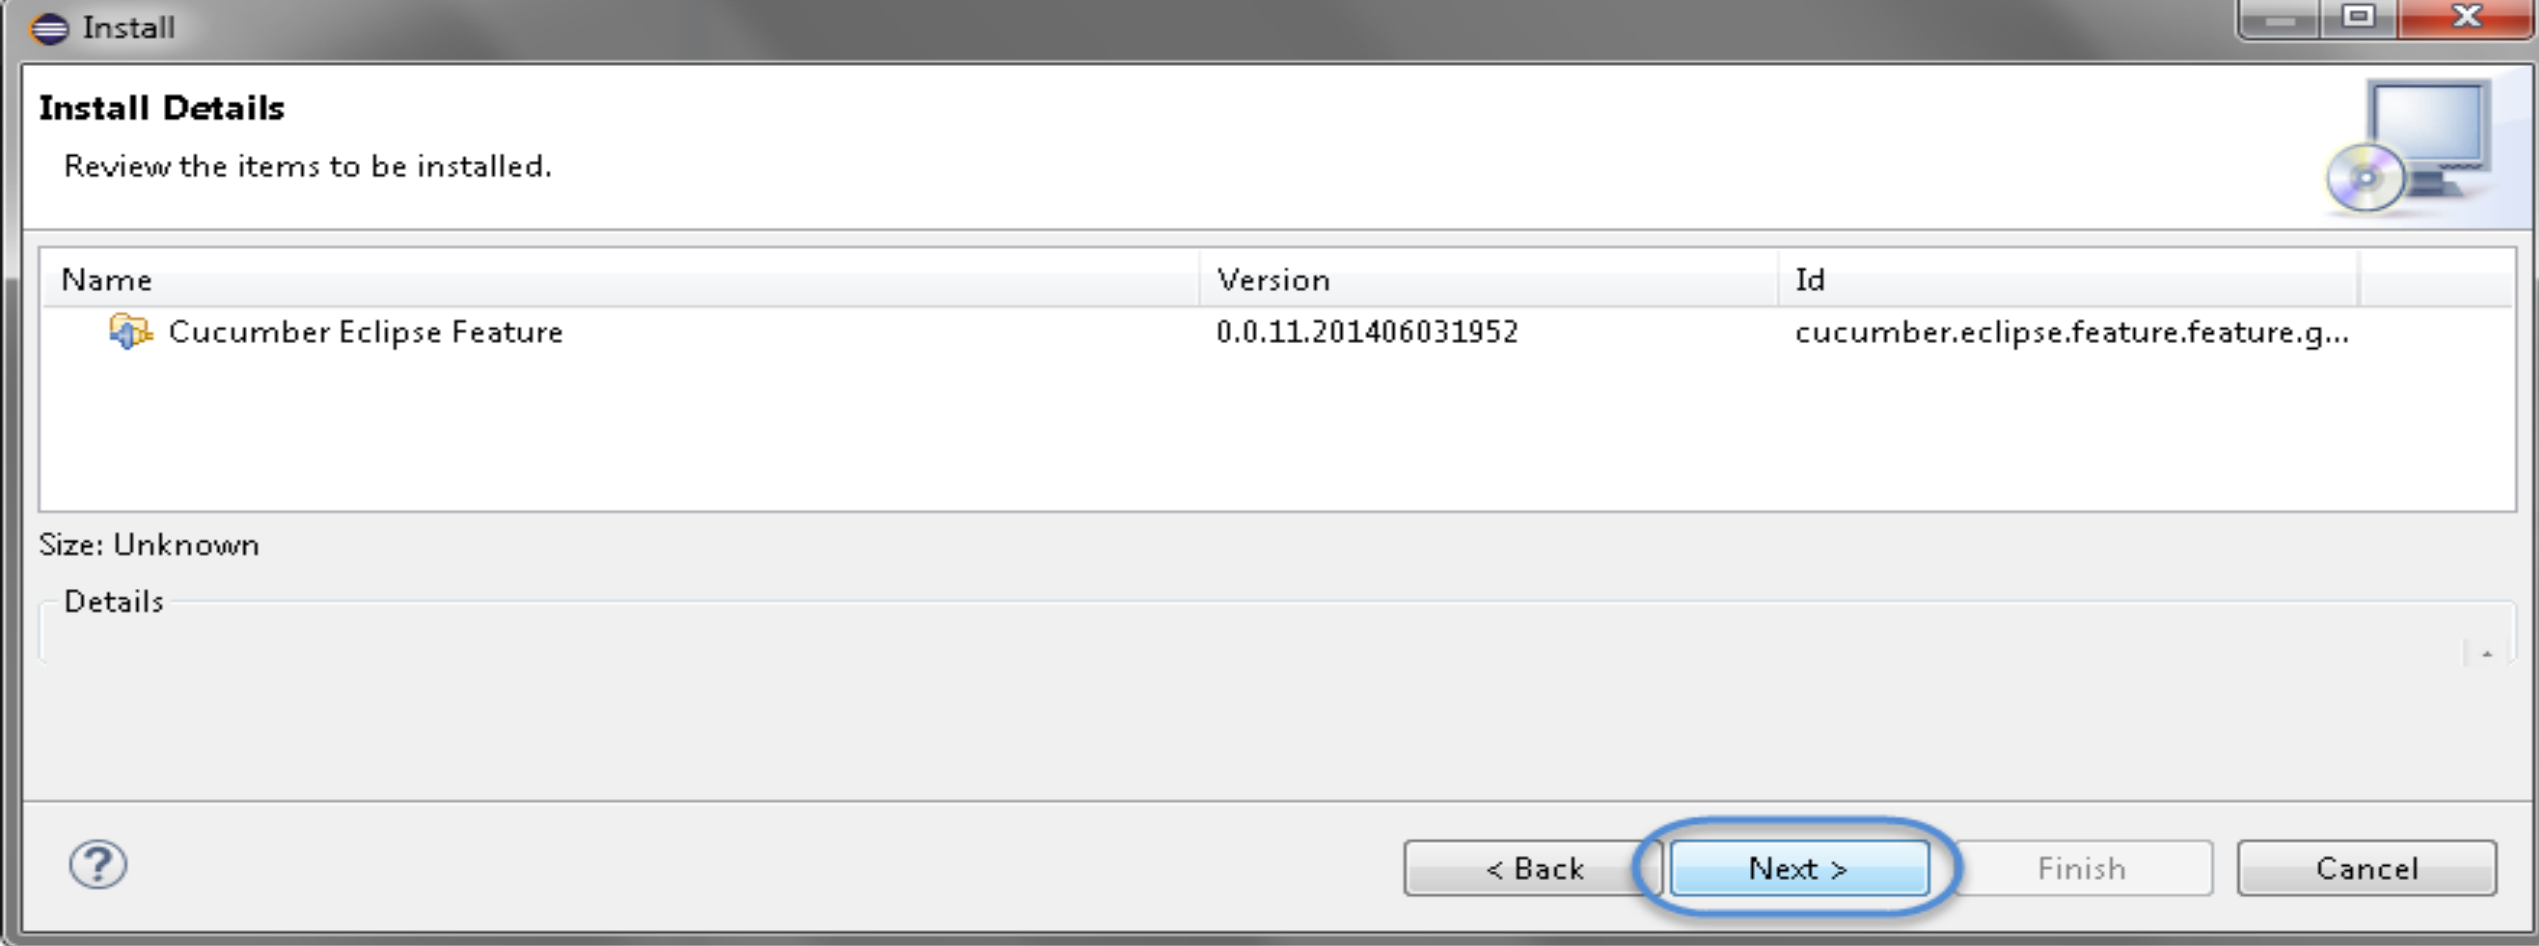 Install
Install Details
Review the items to be installed.
Name Version Id
Cucumber Eclipse Feature 0.0.11.201406031952 cucumber.eclipse.feature.feature.g...
Size: Unknown
Details
? < Back Next > Finish Cancel